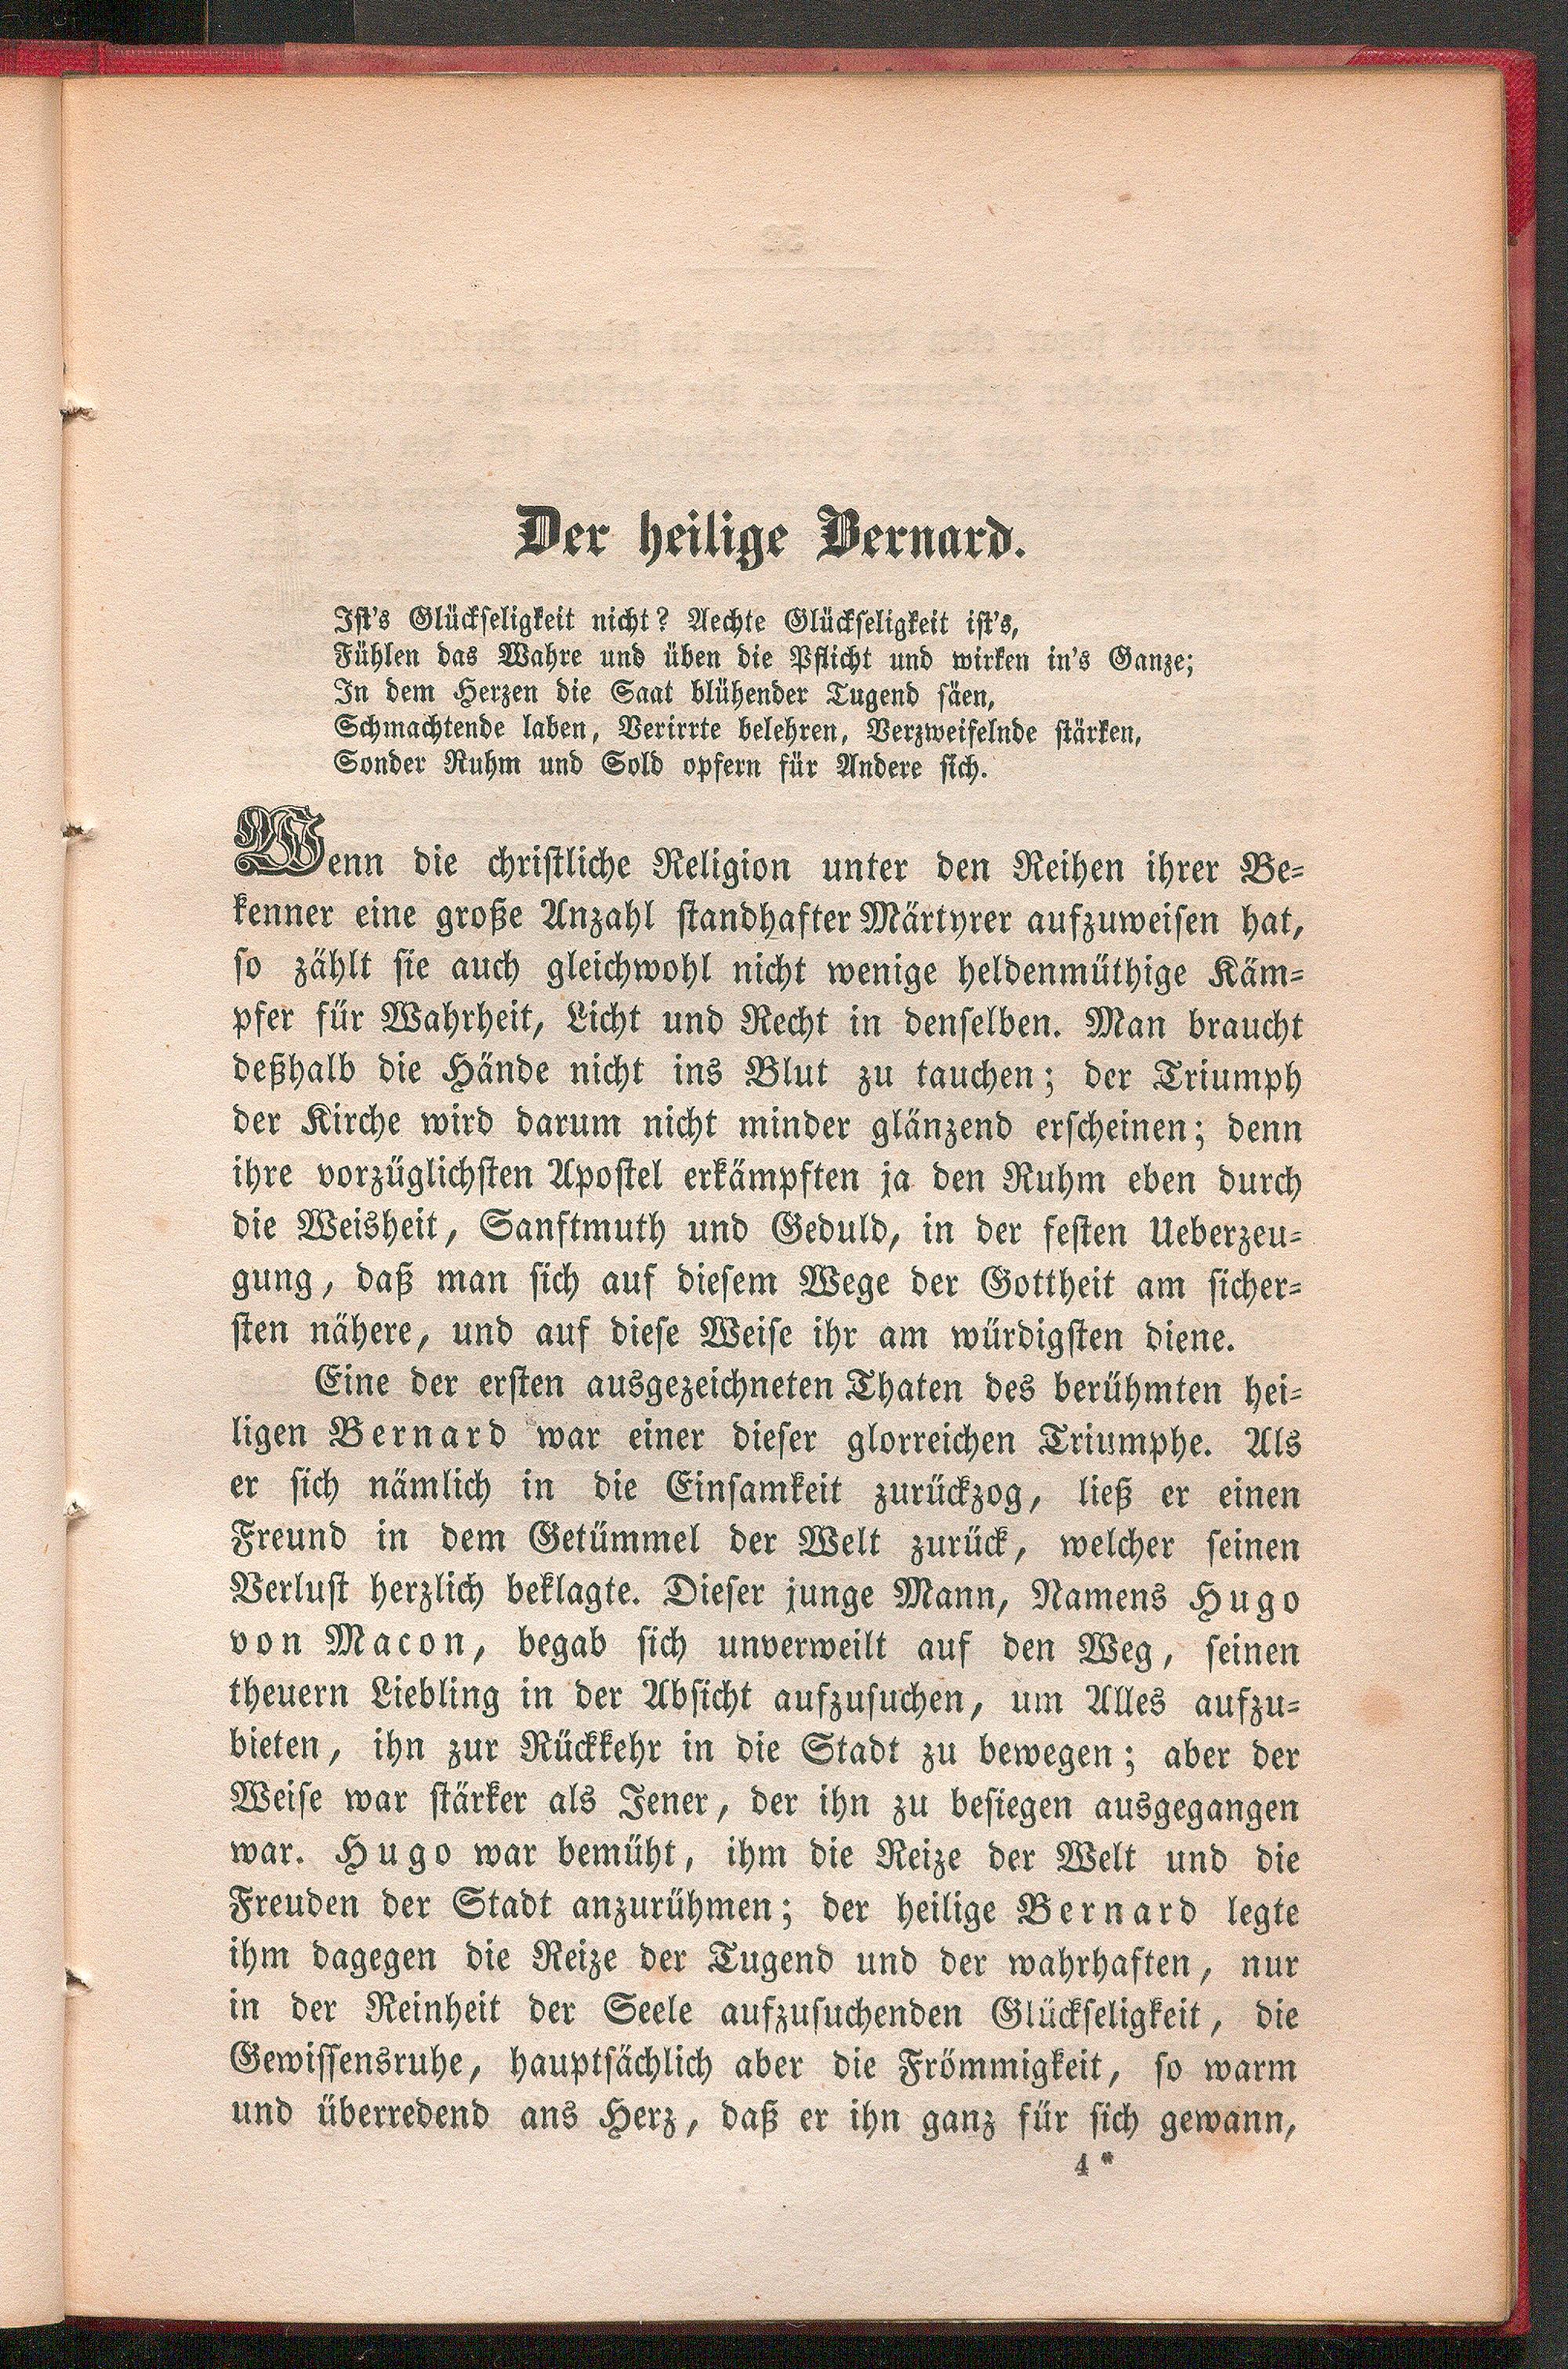 Der heilige Bernard.
Ist's Glückseligkeit nicht? Aechte Glückseligkeit ist's,
Fühlen das Wahre und üben die Pflicht und wirken in's Ganze;
In dem Herzen die Saat blühender Tugend säen,
Schmachtende laben, Verirrte belehren, Verzweifelnde stärken,
Sonder Ruhm und Sold opfern für Andere sich.
Wenn die christliche Religion unter den Reihen ihrer Be-
kenner eine große Anzahl standhafter Märtyrer aufzuweisen hat,
so zählt sie auch gleichwohl nicht wenige heldenmüthige Käm-
pfer für Wahrheit, Licht und Recht in denselben. Man braucht
deßhalb die Hände nicht ins Blut zu tauchen; der Triumph
der Kirche wird darum nicht minder glänzend erscheinen; denn
ihre vorzüglichsten Apostel erkämpften ja den Ruhm eben durch
die Weisheit, Sanftmuth und Geduld, in der festen Ueberzeu-
gung, daß man sich auf diesem Wege der Gottheit am sicher-
sten nähere, und auf diese Weise ihr am würdigsten diene.
Eine der ersten ausgezeichneten Thaten des berühmten hei-
ligen Bernard war einer dieser glorreichen Triumphe. Als
er sich nämlich in die Einsamkeit zurückzog, ließ er einen
Freund in dem Getümmel der Welt zurück, welcher seinen
Verlust herzlich beklagte. Dieser junge Mann, Namens Hugo
von Macon, begab sich unverweilt auf den Weg, seinen
theuern Liebling in der Absicht aufzusuchen, um Alles aufzu-
bieten, ihn zur Rückkehr in die Stadt zu bewegen; aber der
Weise war stärker als Jener, der ihn zu besiegen ausgegangen
war. Hugo war bemüht, ihm die Reize der Welt und die
Freuden der Stadt anzurühmen; der heilige Bernard legte
ihm dagegen die Reize der Tugend und der wahrhaften, nur
in der Reinheit der Seele aufzusuchenden Glückseligkeit, die
Gewissensruhe, hauptsächlich aber die Frömmigkeit, so warm
und überredend ans Herz, daß er ihn ganz für sich gewann,
4*